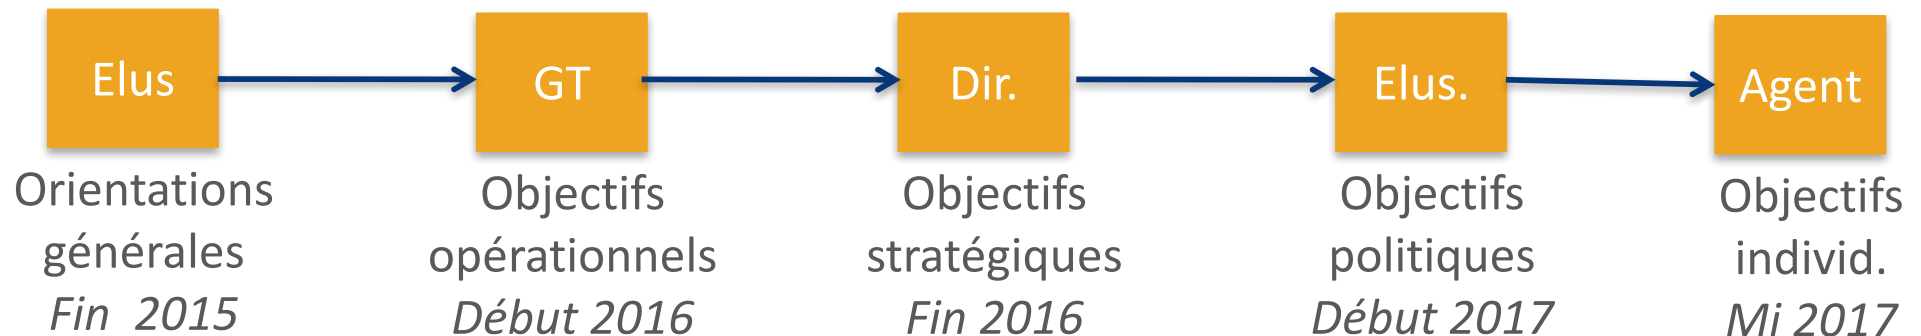 Elus
GT
Dir.
Elus.
Agent
Orientations
générales
Fin 2015
Objectifs
opérationnels
Début 2016
Objectifs
stratégiques
Fin 2016
Objectifs
politiques
Début 2017
Objectifs
individ.
Mi 2017